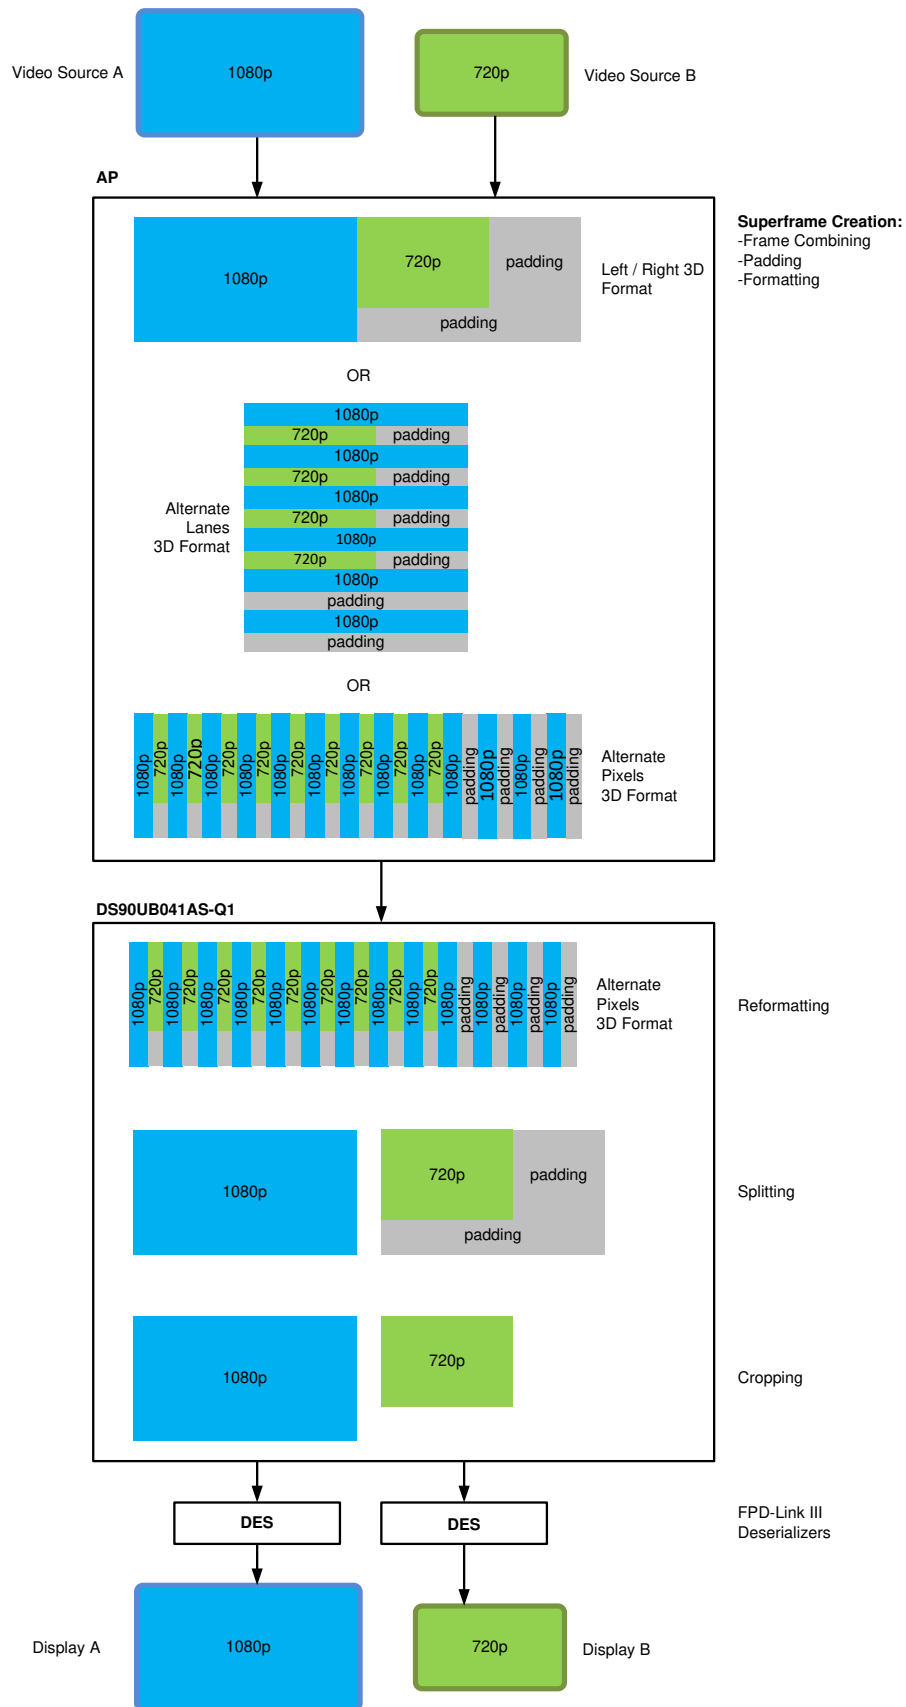 Video Source A
1080p
720p
Video Source B
AP
1080p
720p
padding
padding
Left / Right 3D
Format
Superframe Creation:
-Frame Combining
-Padding
-Formatting
OR
Alternate
Lanes
3D Format
1080p
720p padding
1080p
720p padding
1080p
720p padding
1080p
720p padding
1080p
padding
1080p
padding
OR
1080p 720p 1080p 720p 1080p 720p 1080p 720p 1080p 720p 1080p 720p 1080p 720p 1080p 720p 1080p 720p 1080p padding 1080p padding 1080p padding 1080p padding
Alternate
Pixels
3D Format
DS90UB041AS-Q1
1080p 720p 1080p 720p 1080p 720p 1080p 720p 1080p 720p 1080p 720p 1080p 720p 1080p 720p 1080p 720p 1080p padding 1080p padding 1080p padding 1080p padding
Alternate
Pixels
3D Format
Reformatting
1080p
720p
padding
padding
Splitting
1080p
720p
Cropping
DES
DES
FPD-Link III
Deserializers
Display A
1080p
720p
Display B